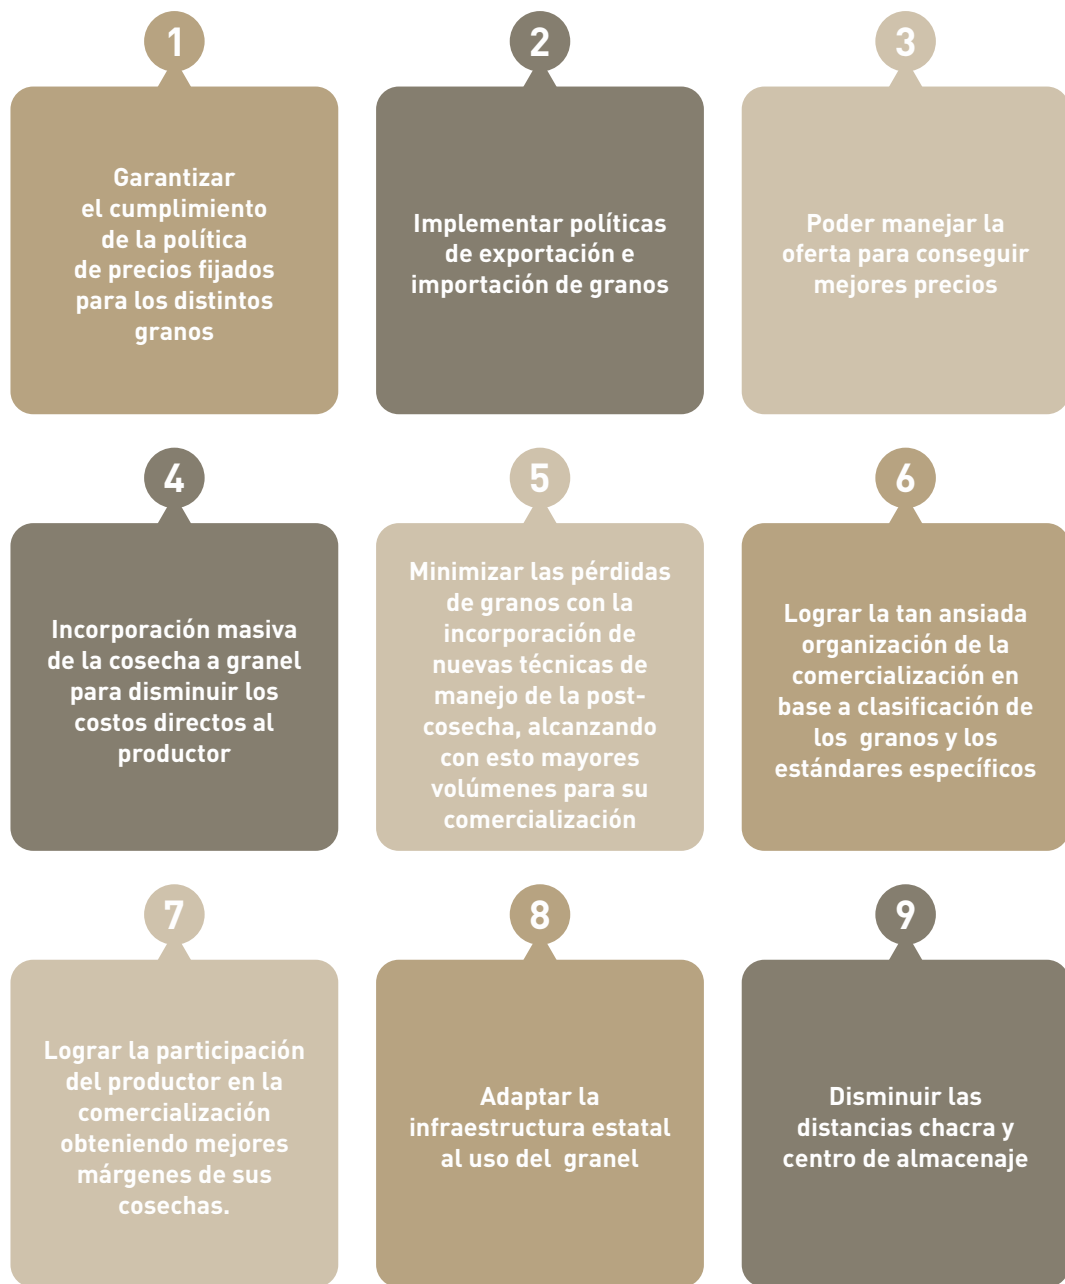 1
Garantizar
el cumplimiento
de la política
de precios fijados
para los distintos
granos
2
Implementar políticas
de exportación e
importación de granos
3
Poder manejar la
oferta para conseguir
mejores precios
4
Incorporación masiva
de la cosecha a granel
para disminuir los
costos directos al
productor
5
Minimizar las pérdidas
de granos con la
incorporación de
nuevas técnicas de
manejo de la post-
cosecha, alcanzando
con esto mayores
volúmenes para su
comercialización
6
Lograr la tan ansiada
organización de la
comercialización en
base a clasificación de
los granos y los
estándares específicos
7
Lograr la participación
del productor en la
comercialización
obteniendo mejores
márgenes de sus
cosechas.
8
Adaptar la
infraestructura estatal
al uso del granel
9
Disminuir las
distancias chacra y
centro de almacenaje